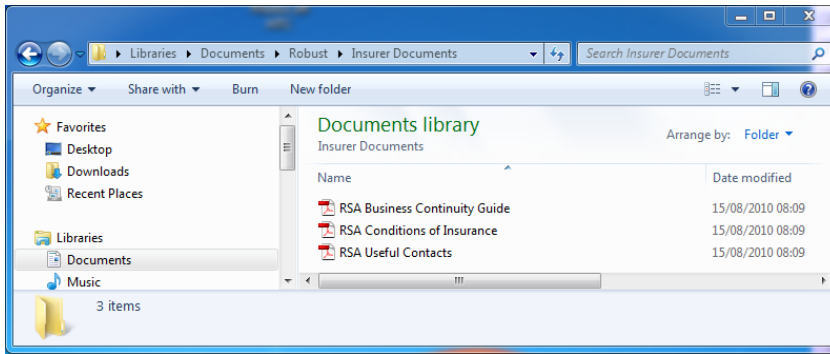 Libraries Documents Robust Insurer Documents Search Insurer Documents
Organize Share with Burn New folder
Favorites
Desktop
Downloads
Recent Places
Libraries
Documents
Music
Documents library
Insurer Documents
Arrange by: Folder
Name Date modified
RSA Business Continuity Guide 15/08/2010 08:09
RSA Conditions of Insurance 15/08/2010 08:09
RSA Useful Contacts 15/08/2010 08:09
3 items